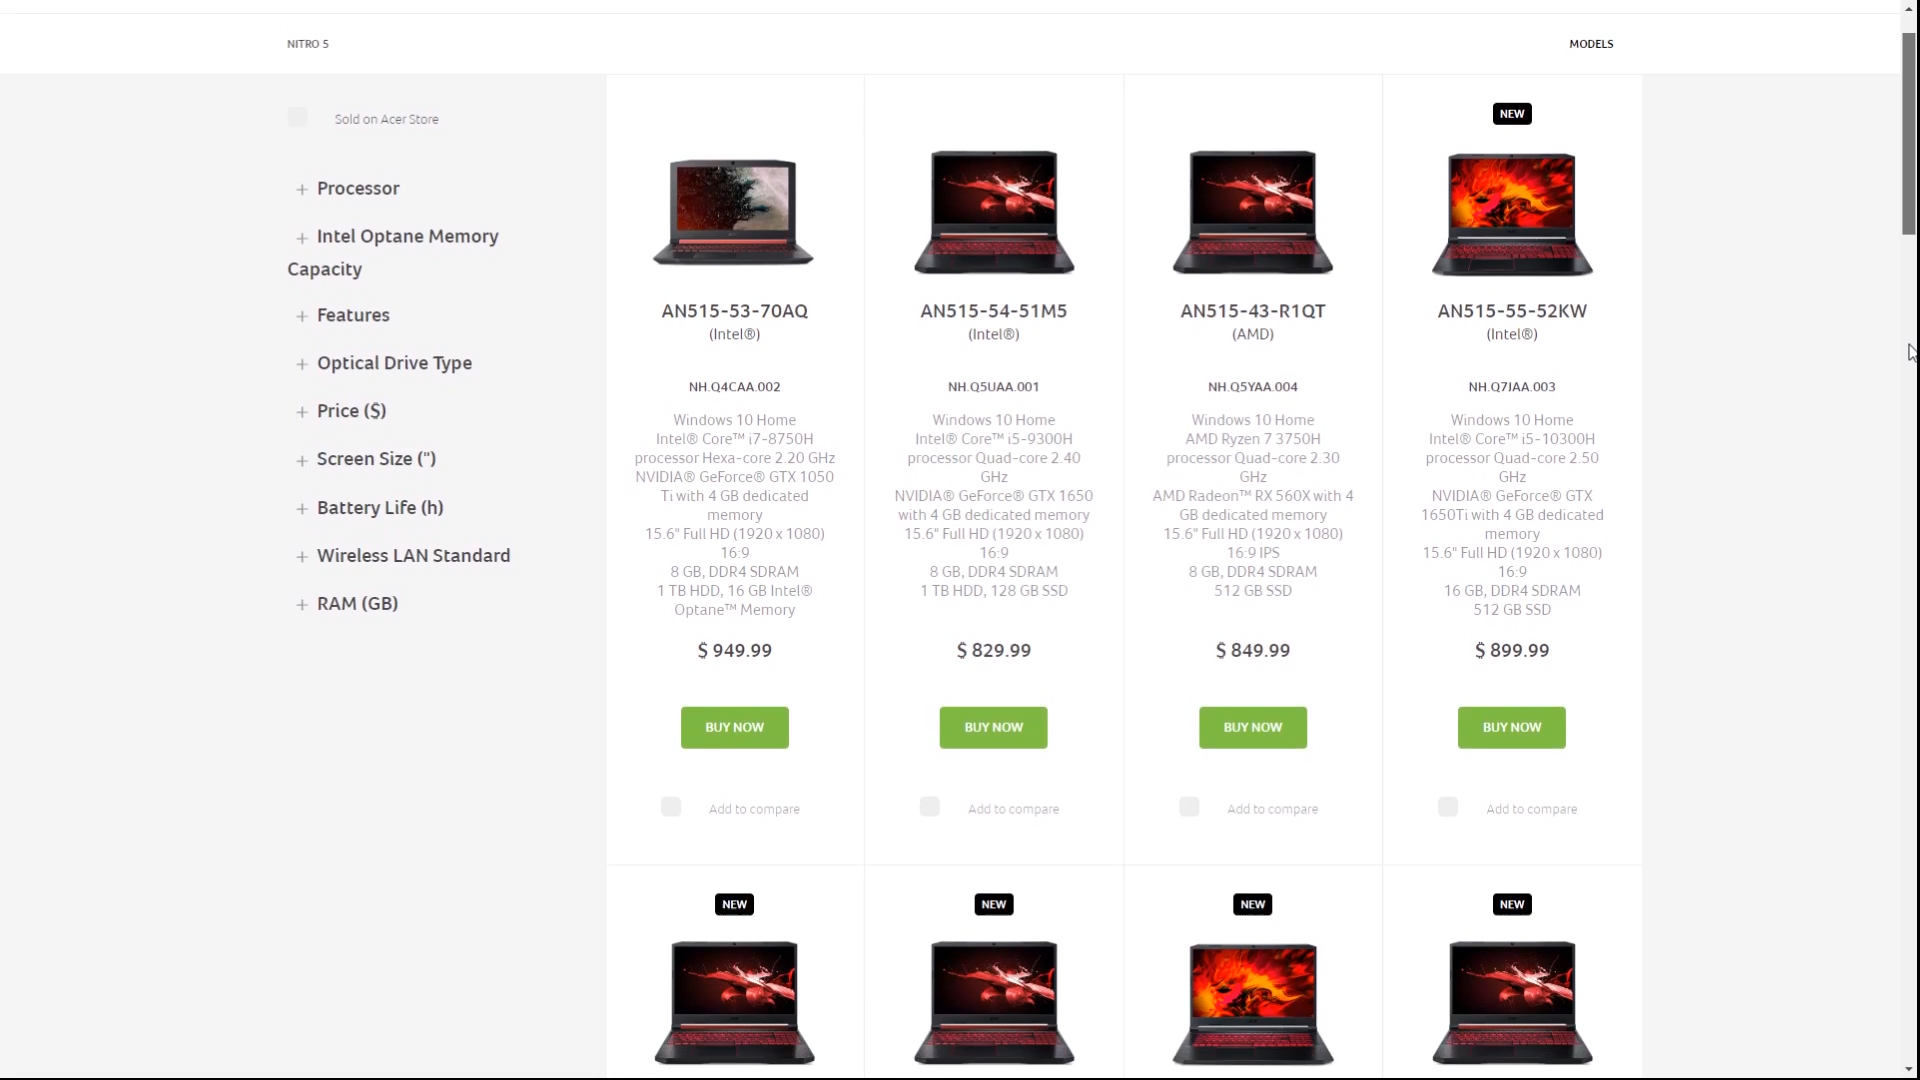 NITRO 5
MODELS
Sold on Acer Store
+ Processor
+ Intel Optane Memory
Capacity
+ Features
+ Optical Drive Type
+ Price ($)
+ Screen Size (")
+ Battery Life (h)
+ Wireless LAN Standard
+ RAM (GB)
AN515-53-70AQ
(Intel®)
NH.Q4CAA.002
Windows 10 Home
Intel® Core™ i7-8750H
processor Hexa-core 2.20 GHz
NVIDIA® GeForce® GTX 1050
Ti with 4 GB dedicated
memory
15.6" Full HD (1920 x 1080)
16:9
8 GB, DDR4 SDRAM
1 TB HDD, 16 GB Intel®
Optane™ Memory
$ 949.99
BUY NOW
Add to compare
AN515-54-51M5
(Intel®)
NH.Q5UAA.001
Windows 10 Home
Intel® Core™ i5-9300H
processor Quad-core 2.40
GHz
NVIDIA® GeForce® GTX 1650
with 4 GB dedicated memory
15.6" Full HD (1920 x 1080)
16:9
8 GB, DDR4 SDRAM
1 TB HDD, 128 GB SSD
$ 829.99
BUY NOW
Add to compare
AN515-43-R1QT
(AMD)
NH.Q5YAA.004
Windows 10 Home
AMD Ryzen 7 3750H
processor Quad-core 2.30
GHz
AMD Radeon™ RX 560X with 4
GB dedicated memory
15.6" Full HD (1920 x 1080)
16:9 IPS
8 GB, DDR4 SDRAM
512 GB SSD
$ 849.99
BUY NOW
Add to compare
NEW
AN515-55-52KW
(Intel®)
NH.Q7JAA.003
Windows 10 Home
Intel® Core™ i5-10300H
processor Quad-core 2.50
GHz
NVIDIA® GeForce® GTX
1650Ti with 4 GB dedicated
memory
15.6" Full HD (1920 x 1080)
16:9
16 GB, DDR4 SDRAM
512 GB SSD
$ 899.99
BUY NOW
Add to compare
NEW
NEW
NEW
NEW